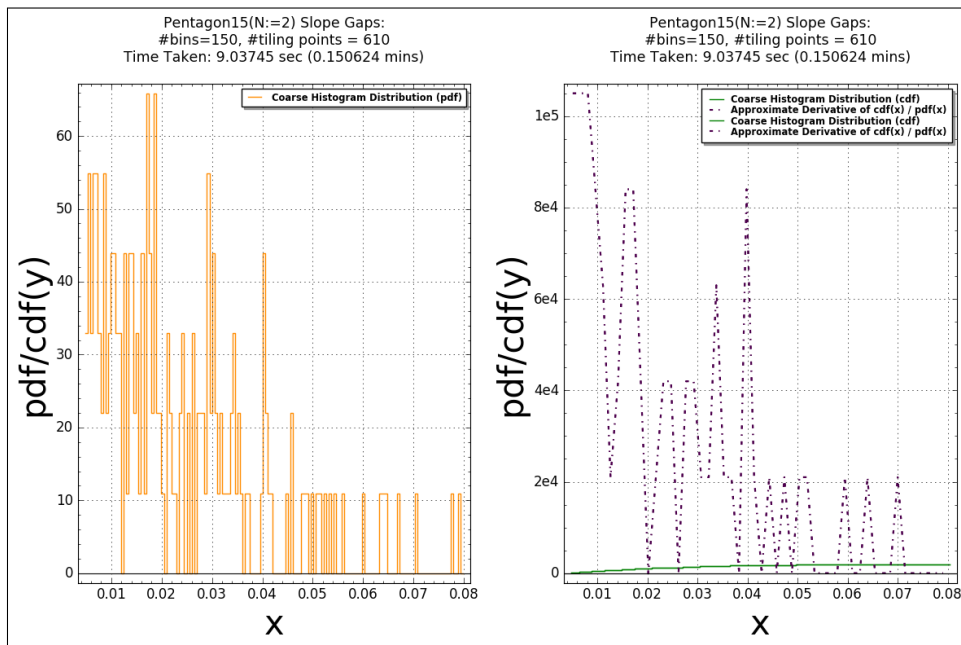 Pentagon15(N:=2) Slope Gaps:
#bins=150, #tiling points = 610
Time Taken: 9.03745 sec (0.150624 mins)
Coarse Histogram Distribution (pdf)
pdf/cdf(y)
60
50
40
30
20
10
0
0.01 0.02 0.03 0.04 0.05 0.06 0.07 0.08
x
Pentagon15(N:=2) Slope Gaps:
#bins=150, #tiling points = 610
Time Taken: 9.03745 sec (0.150624 mins)
Coarse Histogram Distribution (cdf)
Approximate Derivative of cdf(x) / pdf(x)
Coarse Histogram Distribution (cdf)
Approximate Derivative of cdf(x) / pdf(x)
pdf/cdf(y)
1e5
8e4
6e4
4e4
2e4
0
0.01 0.02 0.03 0.04 0.05 0.06 0.07 0.08
x